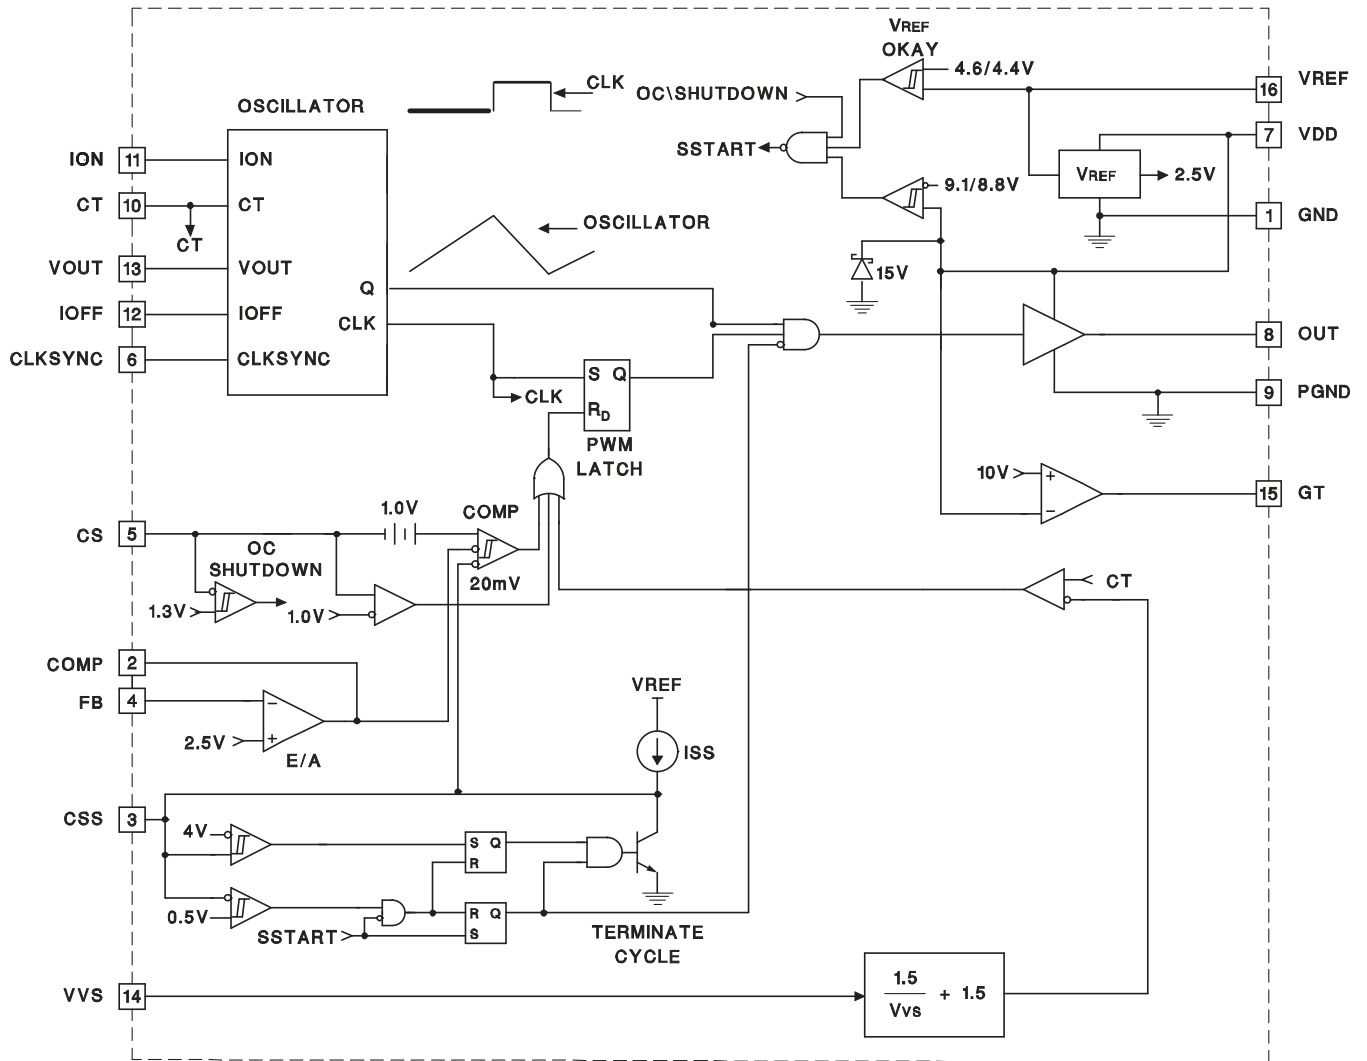 VREF
OKAY
4.6/4.4V
CLK
OC\SHUTDOWN
16 VREF
OSCILLATOR
7 VDD
SSTART
ION 11 ION
VREF
2.5V
9.1/8.8V
CT 10 CT
1 GND
CT
OSCILLATOR
VOUT 13 VOUT
15V
Q
IOFF 12 IOFF
CLK
8 OUT
CLKSYNC 6 CLKSYNC
S Q
CLK
9 PGND
RD
PWM
LATCH
10V
+
-
15 GT
1.0V
COMP
CS 5
OC
SHUTDOWN
20mV
CT
1.3V
1.0V
COMP 2
FB 4
-
VREF
2.5V
+
E/A
ISS
CSS 3
4V
S Q
R
0.5V
R Q
S
SSTART
TERMINATE
CYCLE
VVS 14
1.5
Vvs
+ 1.5